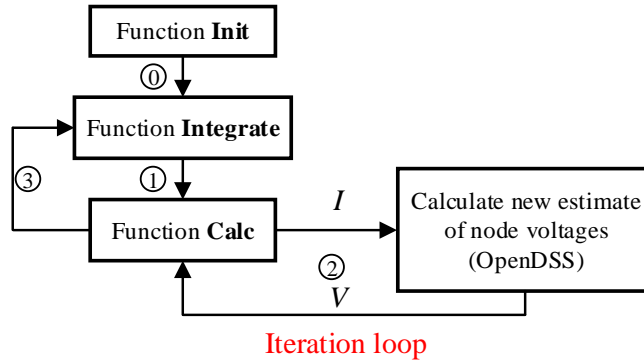 Function Init
⓪
Function Integrate
③
①
Function Calc
I
Calculate new estimate
of node voltages
(OpenDSS)
②
V
Iteration loop